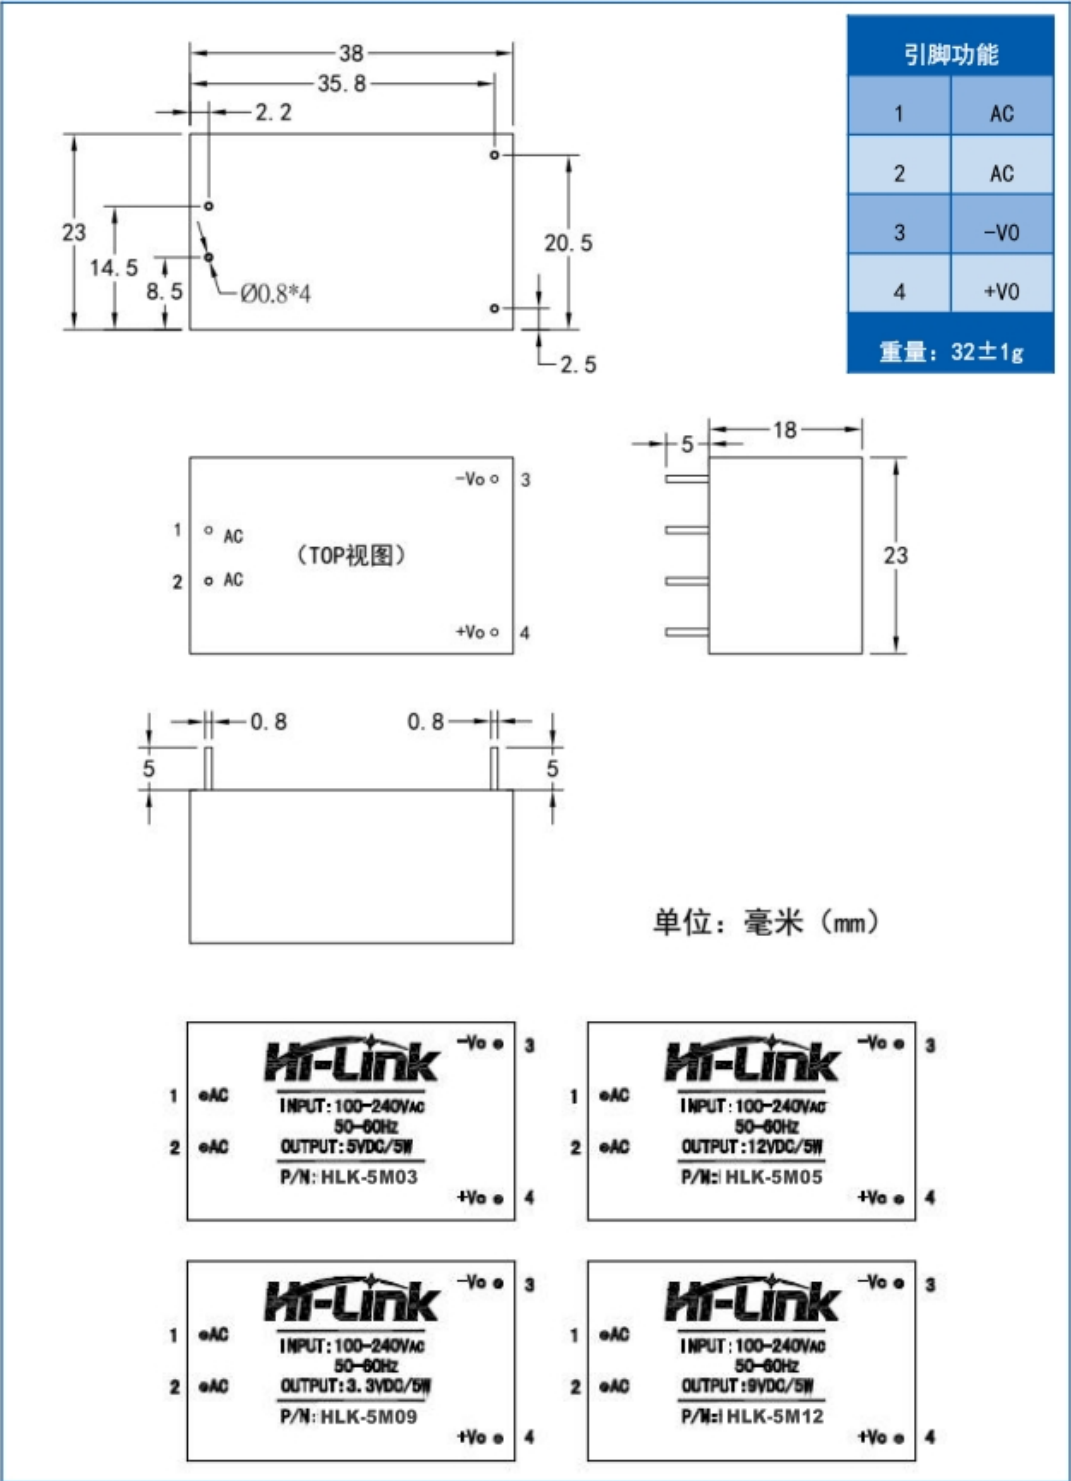 38
35.8
2.2
23
14.5
8.5
Ø0.8*4
20.5
2.5
引脚功能
1 AC
2 AC
3 -VO
4 +VO
重量：32±1g
-Vo 3
1 AC
（TOP视图）
2 AC
+Vo 4
5
18
23
0.8
0.8
5
5
单位：毫米（mm）
Hi-Link
-Vo 3
1 AC
INPUT:100-240VAC
50-60Hz
2 AC
OUTPUT:5VDC/5W
P/N:HLK-5M03
+Vo 4
Hi-Link
-Vo 3
1 AC
INPUT:100-240VAC
50-60Hz
2 AC
OUTPUT:12VDC/5W
P/N:HLK-5M05
+Vo 4
Hi-Link
-Vo 3
1 AC
INPUT:100-240VAC
50-60Hz
2 AC
OUTPUT:3.3VDC/5W
P/N:HLK-5M09
+Vo 4
Hi-Link
-Vo 3
1 AC
INPUT:100-240VAC
50-60Hz
2 AC
OUTPUT:9VDC/5W
P/N:HLK-5M12
+Vo 4